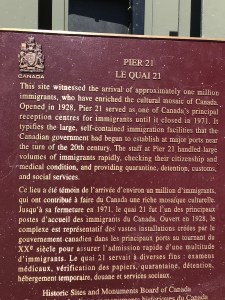 CANADA
PIER 21
LE QUAI 21
This site witnessed the arrival of approximately one million
immigrants, who have enriched the cultural mosaic of Canada.
Opened in 1928, Pier 21 served as one of Canada's principal
reception centres for immigrants until it closed in 1971. It
typifies the large, self-contained immigration facilities that the
Canadian government had begun to establish at major ports near
the turn of the 20th century. The staff at Pier 21 handled large
volumes of immigrants rapidly, checking their citizenship and
medical condition, and providing quarantine, detention, customs,
and social services.
Ce lieu a été témoin de l'arrivée d'environ un million d'immigrants,
qui ont contribué à faire du Canada une riche mosaïque culturelle.
Jusqu'à sa fermeture en 1971, le quai 21 fut l'un des principaux
postes d'accueil des immigrants du Canada. Ouvert en 1928, le
complexe est représentatif des vastes installations créées par le
gouvernement canadien dans les principaux ports au tournant du
XXe siècle pour assurer l'admission rapide d'une multitude
d'immigrants. Le quai 21 servait à diverses fins : examens
médicaux, vérification des papiers, quarantaine, détention,
hébergement temporaire, douane et services sociaux.
Historic Sites and Monuments Board of Canada
monuments historiques du Canada